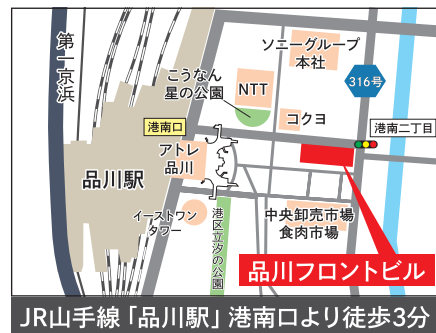 第一京浜
ソニーグループ
本社
こうなん
星の公園
NTT
316号
コクヨ
港南口
港南二丁目
アトレ
品川
品川駅
イーストワン
タワー
港区立汐の公園
中央卸売市場
食肉市場
品川フロントビル
JR山手線「品川駅」港南口より徒歩3分